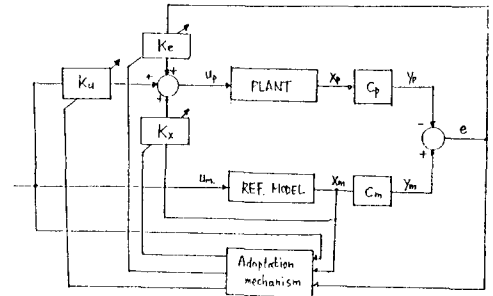 Ke
+
Ku
+
+
up
PLANT
xp
Cp
yp
Kx
-
+
e
um
REF. MODEL
xm
Cm
ym
Adaptation
mechanism